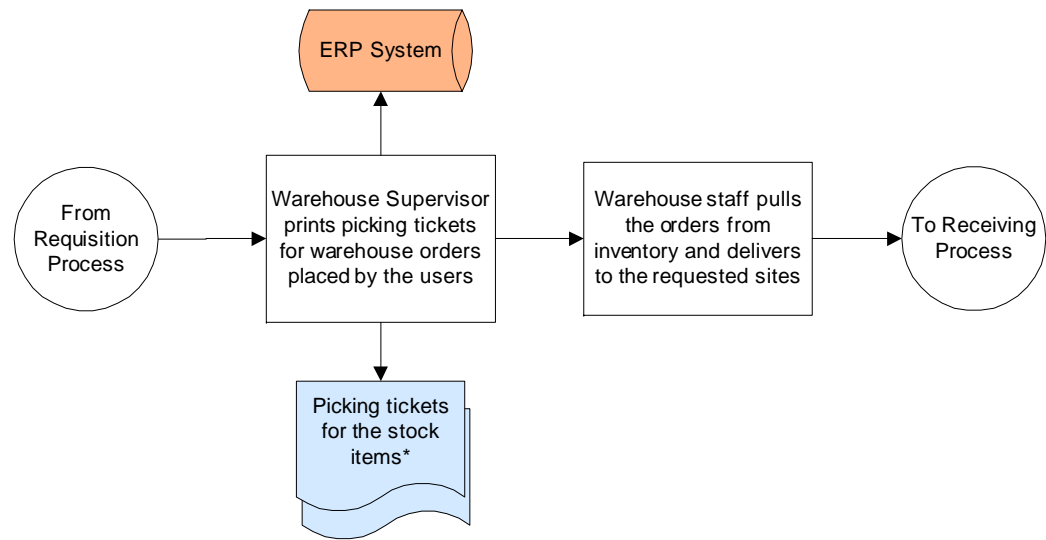 ERP System
From
Requisition
Process
Warehouse Supervisor
prints picking tickets
for warehouse orders
placed by the users
Warehouse staff pulls
the orders from
inventory and delivers
to the requested sites
To Receiving
Process
Picking tickets
for the stock
items*